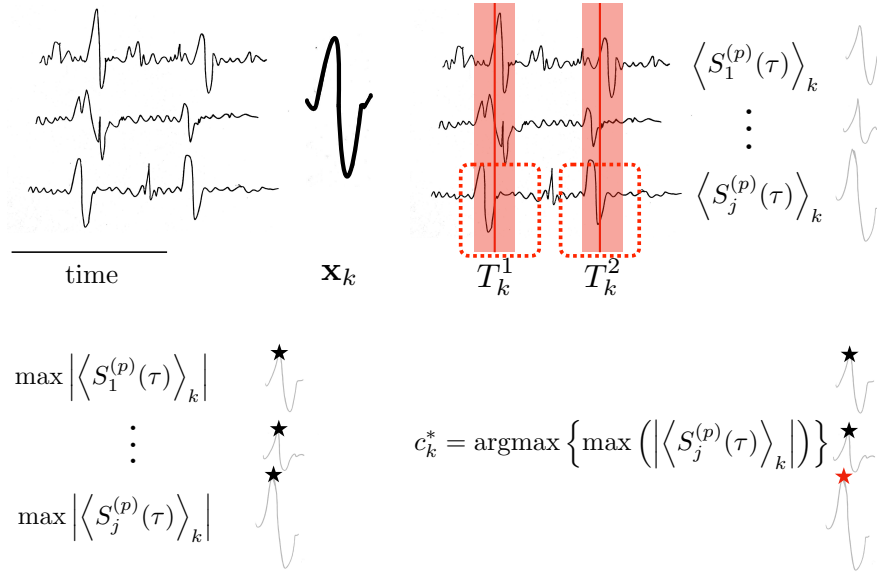 time
𝐱_k
⟨S_1^{(p)}(τ)⟩_k
⋮
⟨S_j^{(p)}(τ)⟩_k
T_k^1 T_k^2
max |⟨S_1^{(p)}(τ)⟩_k|
⋮
max |⟨S_j^{(p)}(τ)⟩_k|
c_k^* = argmax {max (|⟨S_j^{(p)}(τ)⟩_k|)}